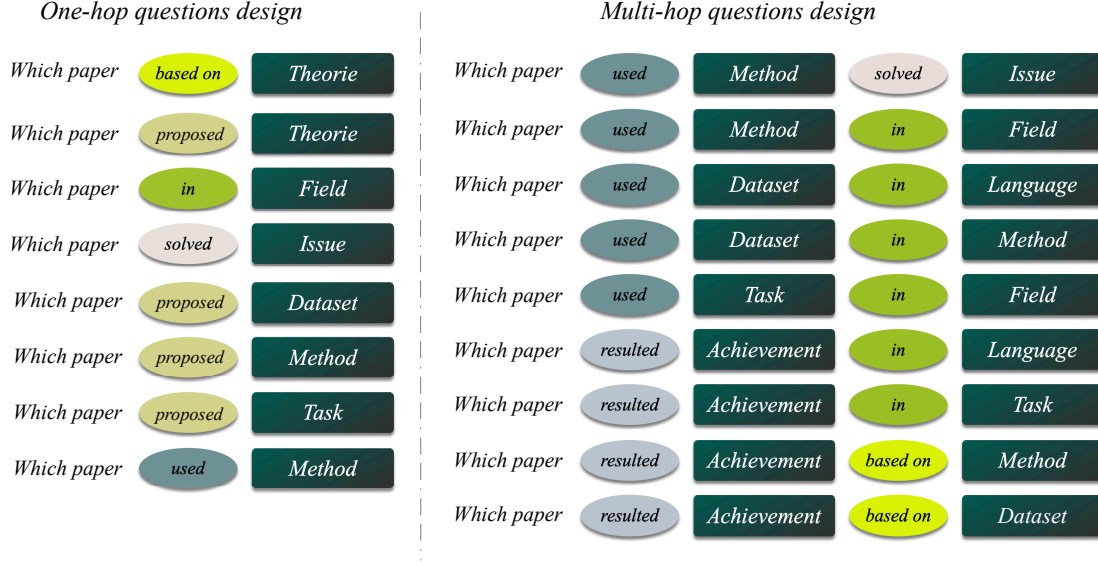 One-hop questions design
Which paper based on Theorie
Which paper proposed Theorie
Which paper in Field
Which paper solved Issue
Which paper proposed Dataset
Which paper proposed Method
Which paper proposed Task
Which paper used Method
Multi-hop questions design
Which paper used Method solved Issue
Which paper used Method in Field
Which paper used Dataset in Language
Which paper used Dataset in Method
Which paper used Task in Field
Which paper resulted Achievement in Language
Which paper resulted Achievement in Task
Which paper resulted Achievement based on Method
Which paper resulted Achievement based on Dataset